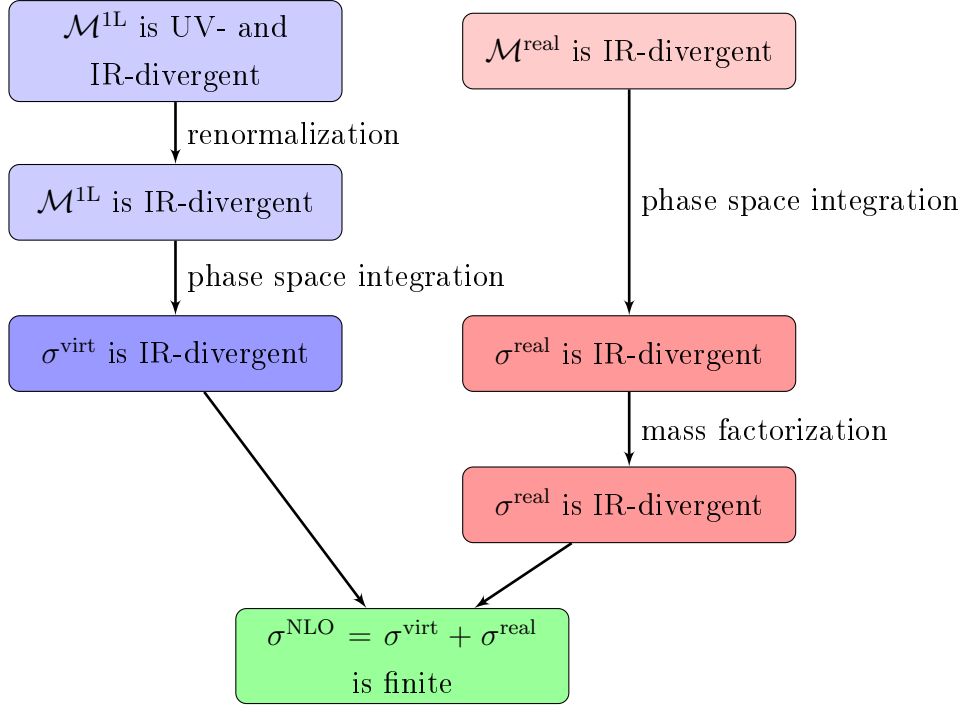 𝓜^1L is UV- and
IR-divergent
𝓜^real is IR-divergent
renormalization
𝓜^1L is IR-divergent
phase space integration
phase space integration
σ^virt is IR-divergent
σ^real is IR-divergent
mass factorization
σ^real is IR-divergent
σ^NLO = σ^virt + σ^real
is finite